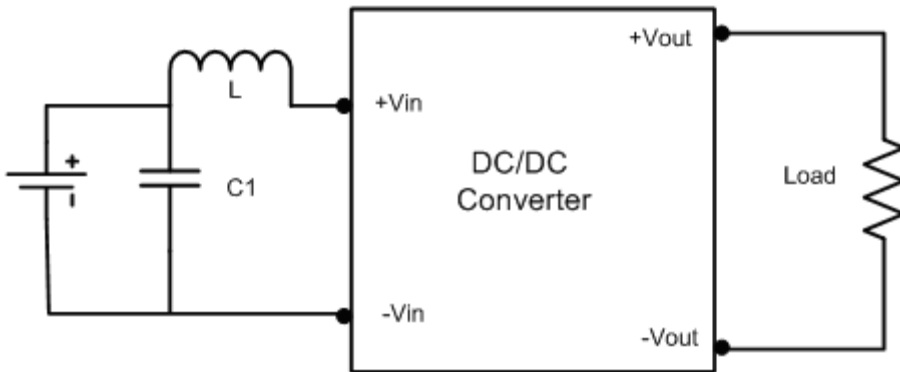 +Vout
L
+Vin
DC/DC
Converter
Load
+
C1
-
-Vin
-Vout